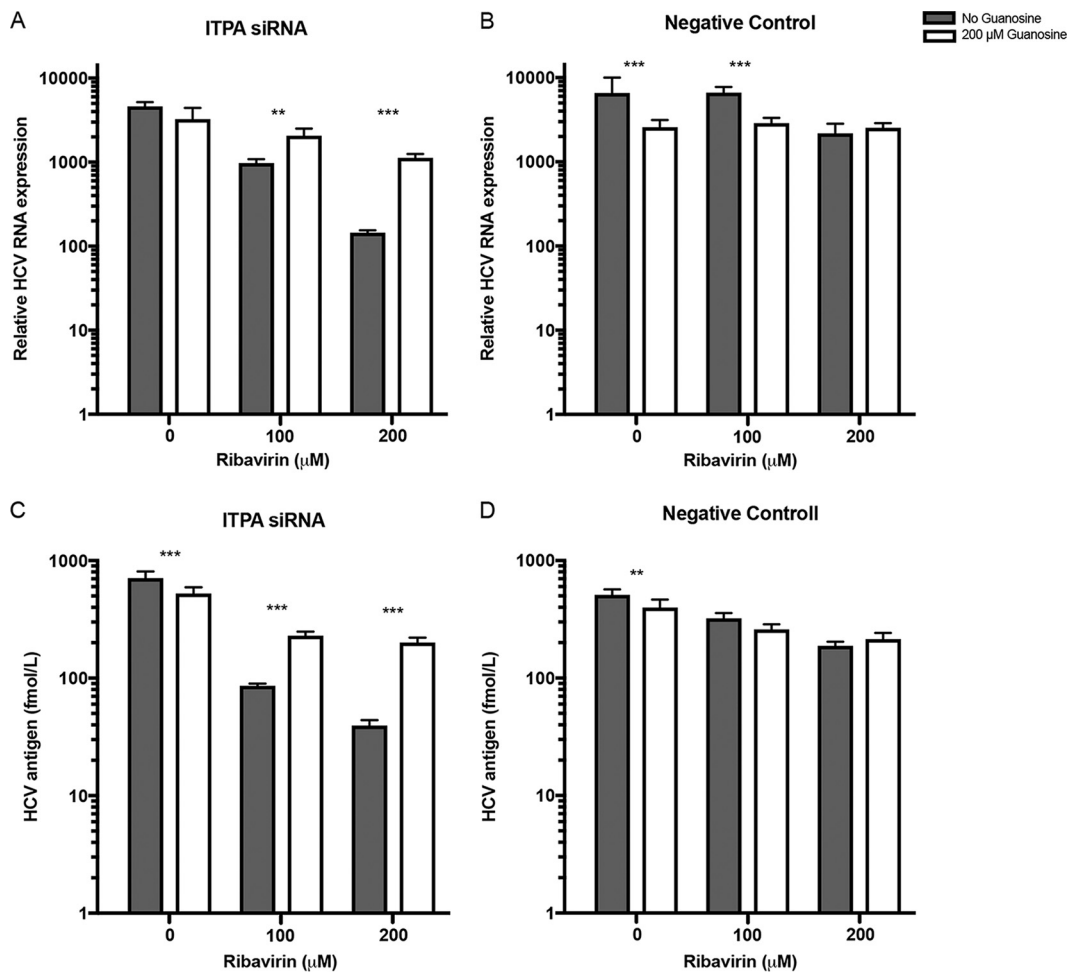 A
ITPA siRNA
B
Negative Control
No Guanosine
200 µM Guanosine
Relative HCV RNA expression
10000
1000
100
10
1
**
***
0
100
200
Ribavirin (µM)
Relative HCV RNA expression
10000
1000
100
10
1
***
***
0
100
200
Ribavirin (µM)
C
ITPA siRNA
D
Negative Controll
HCV antigen (fmol/L)
1000
100
10
1
***
***
***
0
100
200
Ribavirin (µM)
HCV antigen (fmol/L)
1000
100
10
1
**
0
100
200
Ribavirin (µM)